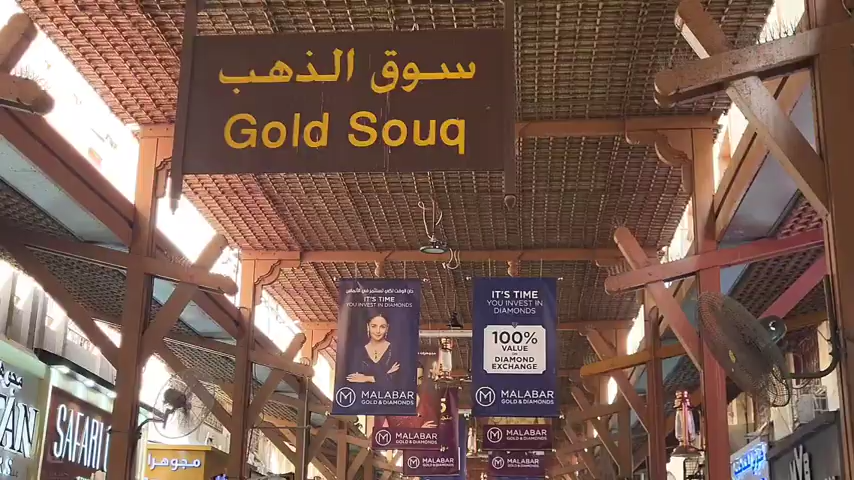 سوق الذهب
Gold Souq
IT'S TIME
YOU INVEST IN DIAMONDS
MALABAR
GOLD & DIAMONDS
IT'S TIME
YOU INVEST IN
DIAMONDS
100%
VALUE
ON
DIAMOND
EXCHANGE
MALABAR
GOLD & DIAMONDS
MALABAR
GOLD & DIAMONDS
MALABAR
GOLD & DIAMONDS
MALABAR
GOLD & DIAMONDS
MALABAR
GOLD & DIAMONDS
SAFARI
مجوهرا